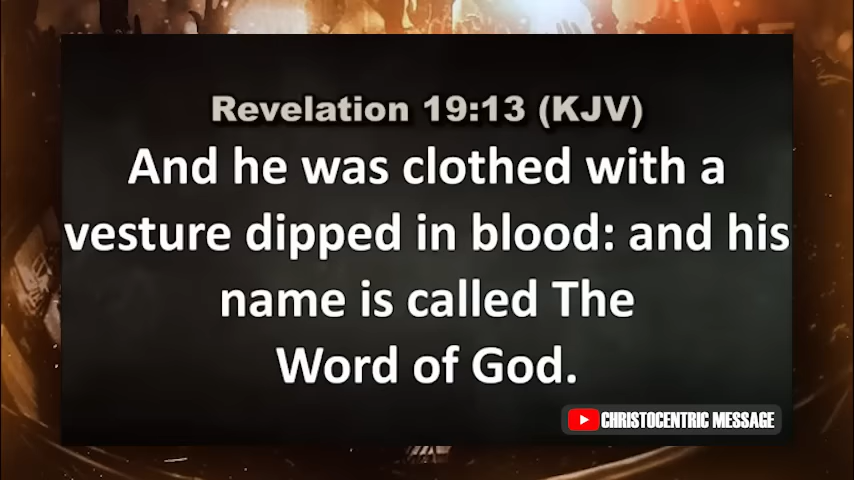 Revelation 19:13 (KJV)
And he was clothed with a
vesture dipped in blood: and his
name is called The
Word of God.
CHRISTOCENTRIC MESSAGE